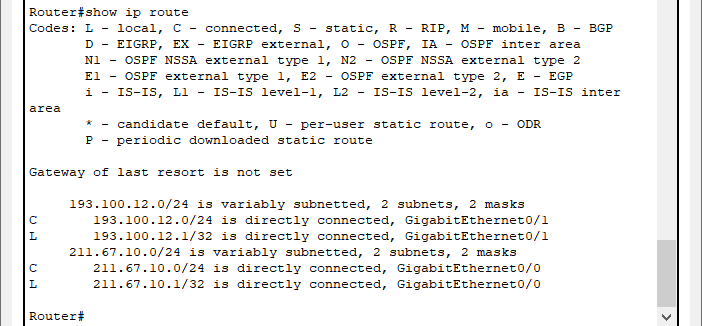 Router#show ip route
Codes: L - local, C - connected, S - static, R - RIP, M - mobile, B - BGP
       D - EIGRP, EX - EIGRP external, O - OSPF, IA - OSPF inter area
       N1 - OSPF NSSA external type 1, N2 - OSPF NSSA external type 2
       E1 - OSPF external type 1, E2 - OSPF external type 2, E - EGP
       i - IS-IS, L1 - IS-IS level-1, L2 - IS-IS level-2, ia - IS-IS inter
area
       * - candidate default, U - per-user static route, o - ODR
       P - periodic downloaded static route
Gateway of last resort is not set
     193.100.12.0/24 is variably subnetted, 2 subnets, 2 masks
C       193.100.12.0/24 is directly connected, GigabitEthernet0/1
L       193.100.12.1/32 is directly connected, GigabitEthernet0/1
     211.67.10.0/24 is variably subnetted, 2 subnets, 2 masks
C       211.67.10.0/24 is directly connected, GigabitEthernet0/0
L       211.67.10.1/32 is directly connected, GigabitEthernet0/0
Router#